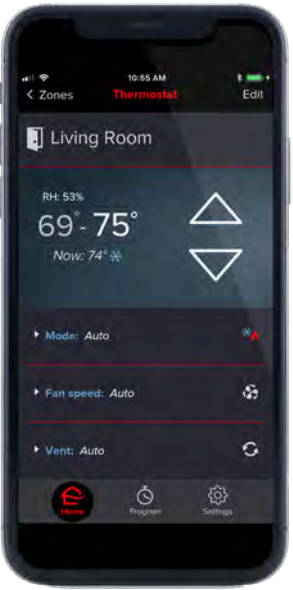 10:55 AM
< Zones Thermostat Edit
Living Room
RH: 53%
69° - 75°
Now: 74°
Mode: Auto
Fan speed: Auto
Vent: Auto
Home Program Settings